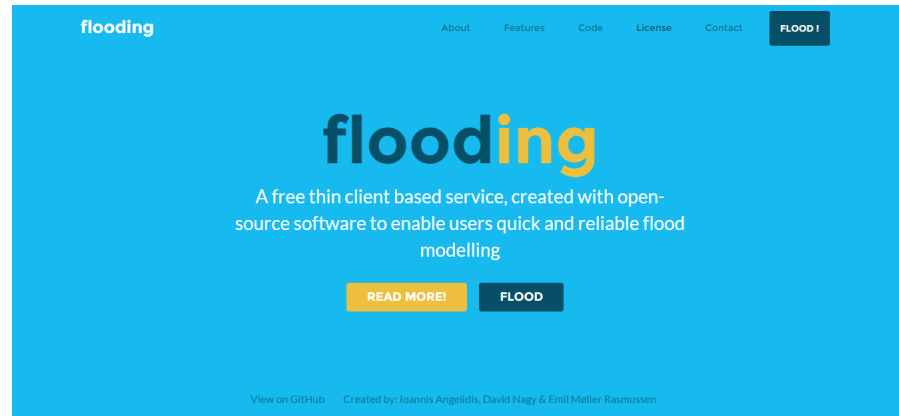 flooding
About Features Code License Contact FLOOD !
flooding
A free thin client based service, created with open-
source software to enable users quick and reliable flood
modelling
READ MORE! FLOOD
View on GitHub Created by: Ioannis Angelidis, David Nagy & Emil Møller Rasmussen